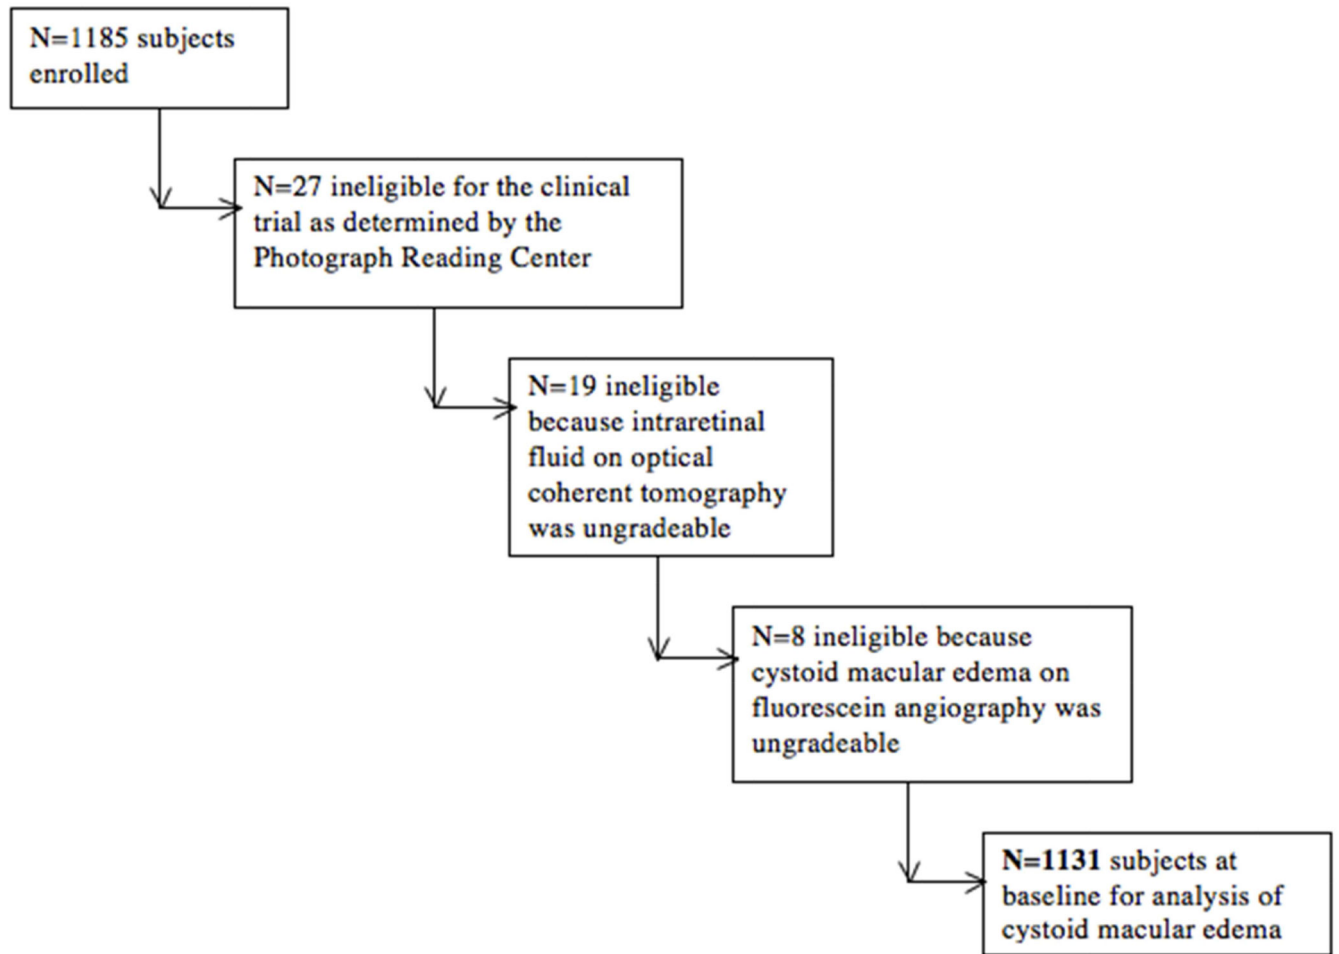 N=1185 subjects
enrolled
N=27 ineligible for the clinical
trial as determined by the
Photograph Reading Center
N=19 ineligible
because intraretinal
fluid on optical
coherent tomography
was ungradeable
N=8 ineligible because
cystoid macular edema on
fluorescein angiography was
ungradeable
N=1131 subjects at
baseline for analysis of
cystoid macular edema